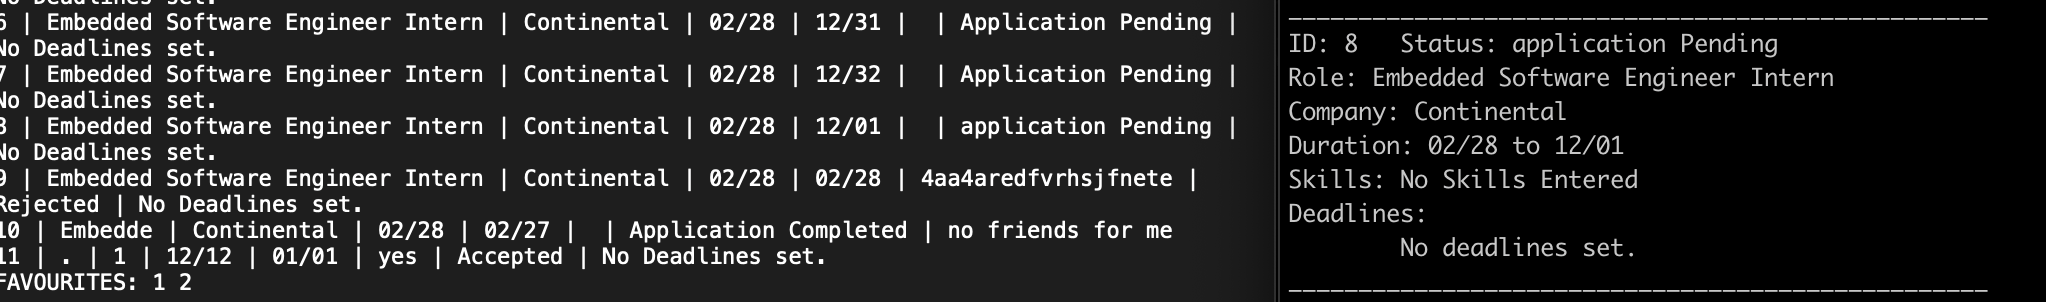 No Deadlines set.
6 | Embedded Software Engineer Intern | Continental | 02/28 | 12/31 |  | Application Pending |
No Deadlines set.
7 | Embedded Software Engineer Intern | Continental | 02/28 | 12/32 |  | Application Pending |
No Deadlines set.
8 | Embedded Software Engineer Intern | Continental | 02/28 | 12/01 |  | application Pending |
No Deadlines set.
9 | Embedded Software Engineer Intern | Continental | 02/28 | 02/28 | 4aa4aredfvrhsjfnete |
Rejected | No Deadlines set.
10 | Embedde | Continental | 02/28 | 02/27 |  | Application Completed | no friends for me
11 | . | 1 | 12/12 | 01/01 | yes | Accepted | No Deadlines set.
FAVOURITES: 1 2
ID: 8   Status: application Pending
Role: Embedded Software Engineer Intern
Company: Continental
Duration: 02/28 to 12/01
Skills: No Skills Entered
Deadlines:
No deadlines set.